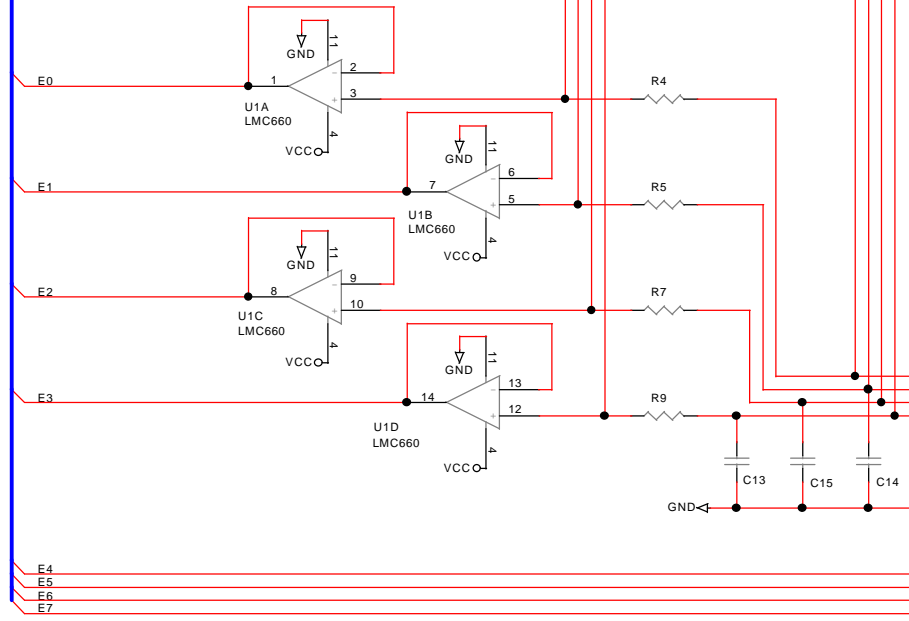 11
GND
2
E0
1
3
R4
U1A
LMC660
4
VCC
11
GND
6
E1
7
5
R5
U1B
LMC660
4
VCC
11
GND
9
E2
8
10
R7
U1C
LMC660
4
VCC
11
GND
13
E3
14
12
R9
U1D
LMC660
4
VCC
C13
C15
C14
GND
E4
E5
E6
E7